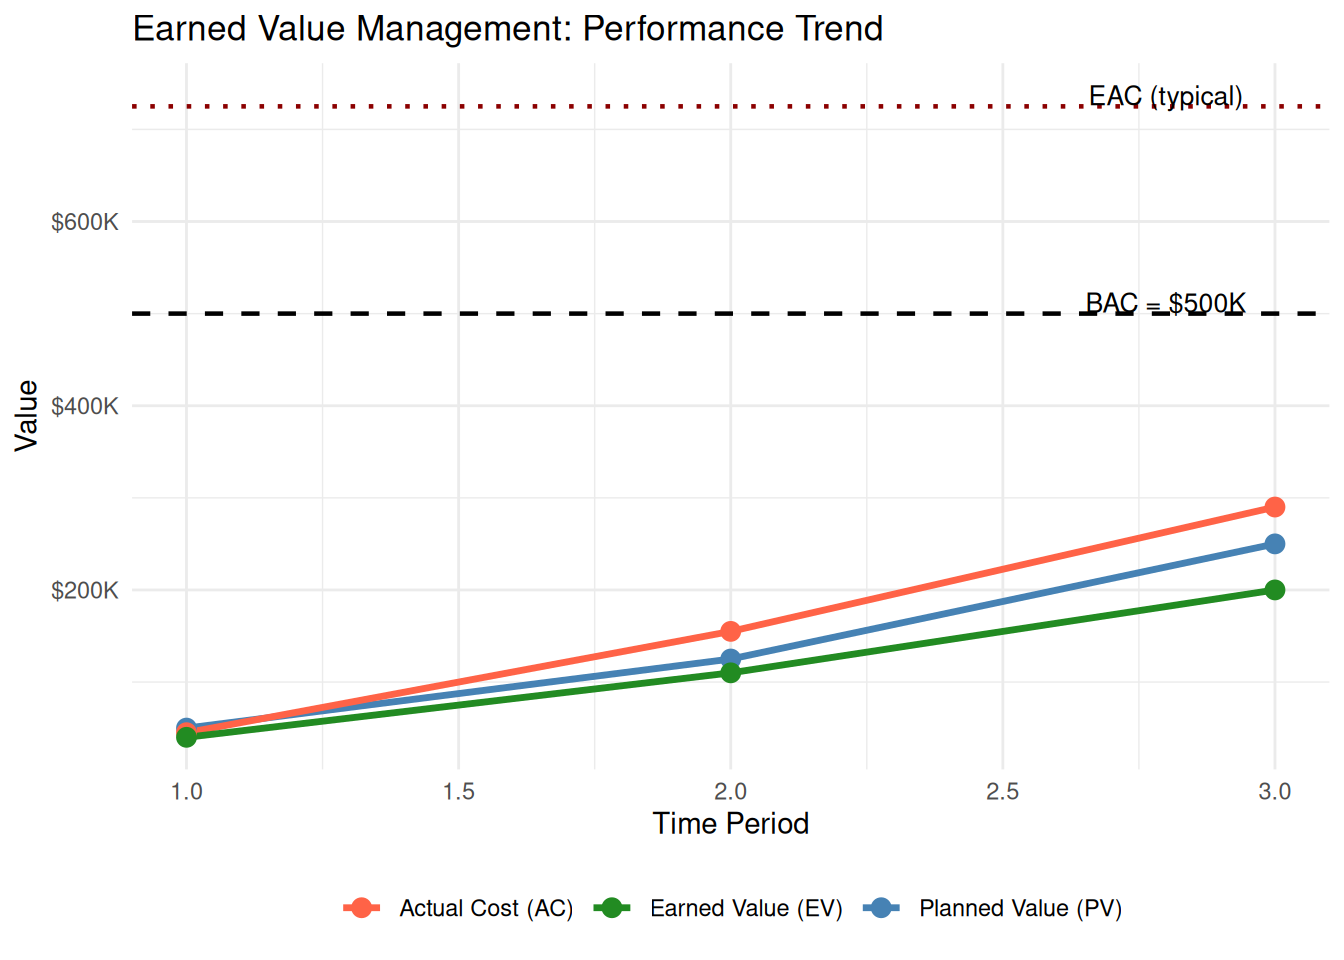 Earned Value Management: Performance Trend
EAC (typical)
$600K
BAC = $500K
$400K
$200K
Value
1.0 1.5 2.0 2.5 3.0
Time Period
Actual Cost (AC) Earned Value (EV) Planned Value (PV)